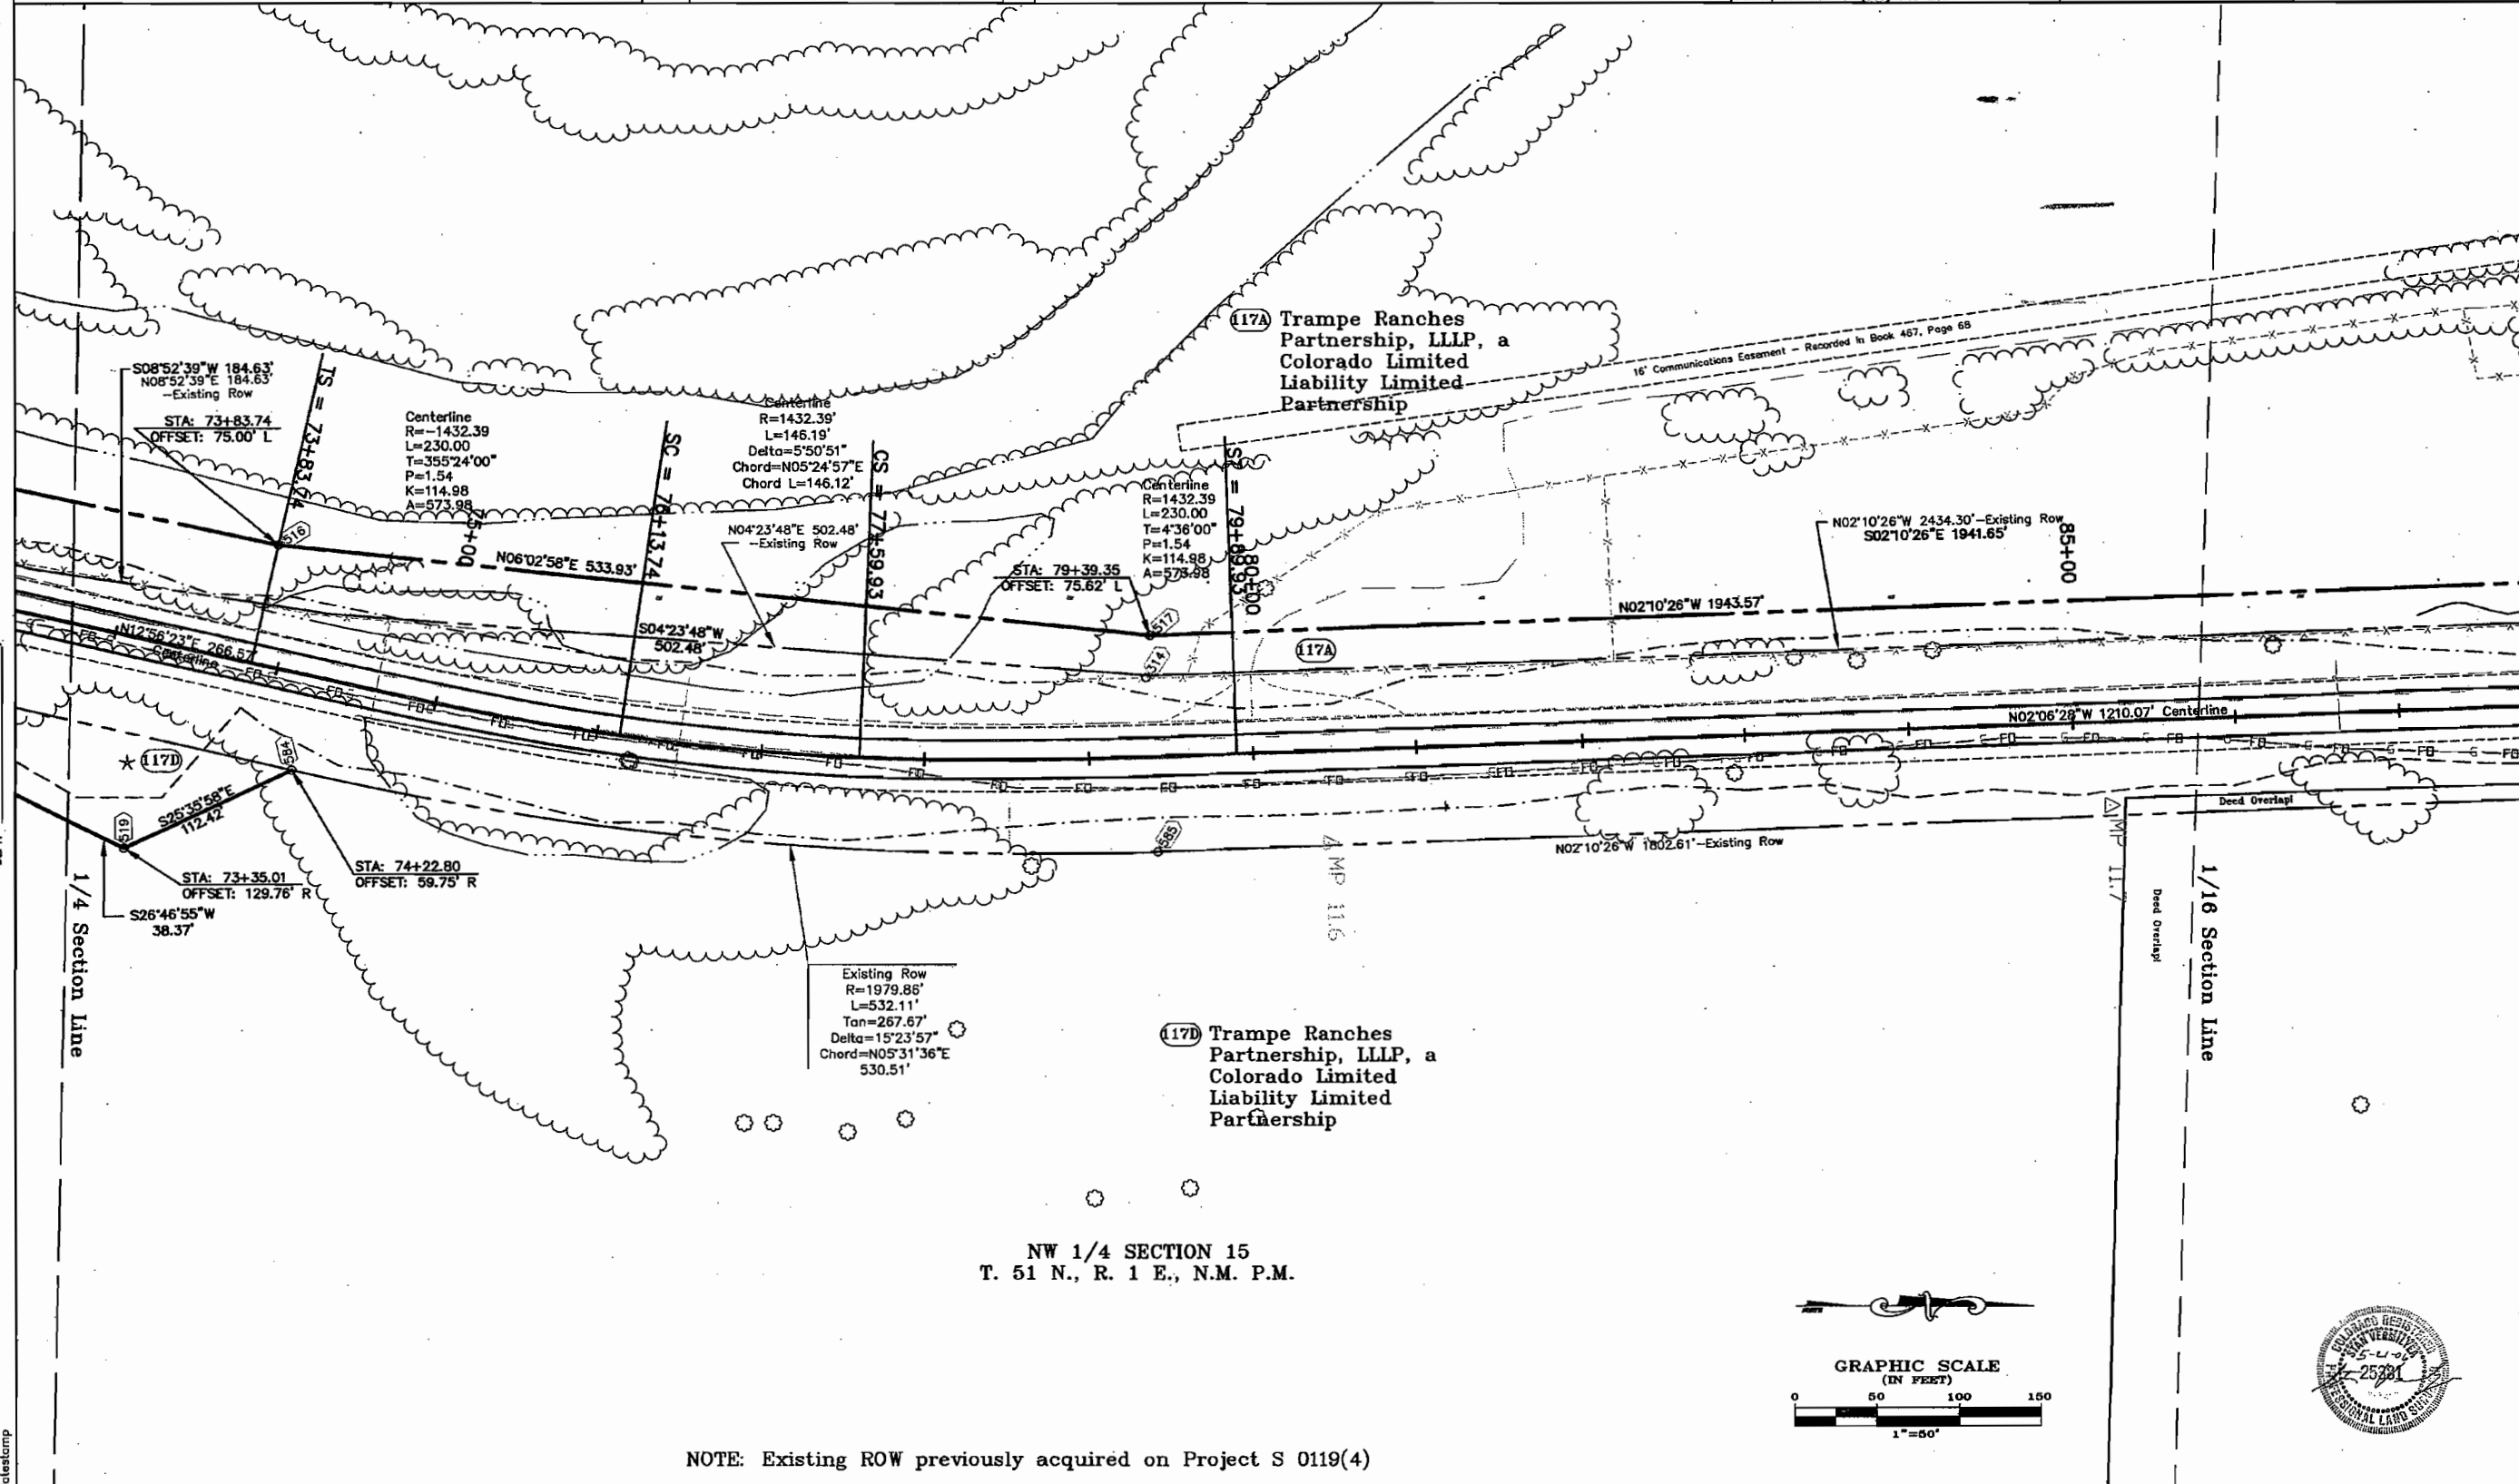 S08°52'39"W 184.63'
N08°52'39"E 184.63'
-Existing Row
STA: 73+83.74
OFFSET: 75.00' L
TS = 73+83.74
516
Centerline
R=-1432.39
L=230.00
T=355°24'00"
P=1.54
K=114.98
A=573.98
75+00
N06°02'58"E 533.93'
SC = 76+13.74
Centerline
R=1432.39'
L=146.19'
Delta=5°50'51"
Chord=N05°24'57"E
Chord L=146.12'
CS = 77+59.93
N04°23'48"E 502.48'
-Existing Row
S04°23'48"W
502.48'
117A Trampe Ranches
Partnership, LLLP, a
Colorado Limited
Liability Limited
Partnership
16' Communications Easement - Recorded In Book 467, Page 68
Centerline
R=1432.39
L=230.00
T=4°36'00"
P=1.54
K=114.98
A=573.98
ST = 79+89.93
80+00
STA: 79+39.35
OFFSET: 75.62' L
517
314
117A
N02°10'26"W 2434.30'-Existing Row
S02°10'26"E 1941.65'
85+00
N02°10'26"W 1943.57'
N12°56'23"E 266.57'
Centerline
N02°06'28"W 1210.07' Centerline
117D
584
519
S25°35'58"E
112.42'
STA: 74+22.80
OFFSET: 59.75' R
STA: 73+35.01
OFFSET: 129.76' R
S26°46'55"W
38.37'
1/4 Section Line
585
MP 11.6
N02°10'26"W 1802.61'-Existing Row
MP 11.7
Deed Overlap!
Deed Overlap!
1/16 Section Line
Existing Row
R=1979.86'
L=532.11'
Tan=267.67'
Delta=15°23'57"
Chord=N05°31'36"E
530.51'
117D Trampe Ranches
Partnership, LLLP, a
Colorado Limited
Liability Limited
Partnership
NW 1/4 SECTION 15
T. 51 N., R. 1 E., N.M. P.M.
GRAPHIC SCALE
(IN FEET)
0 50 100 150
1"=50'
COLORADO REGISTERED
25381
PROFESSIONAL LAND
NOTE: Existing ROW previously acquired on Project S 0119(4)